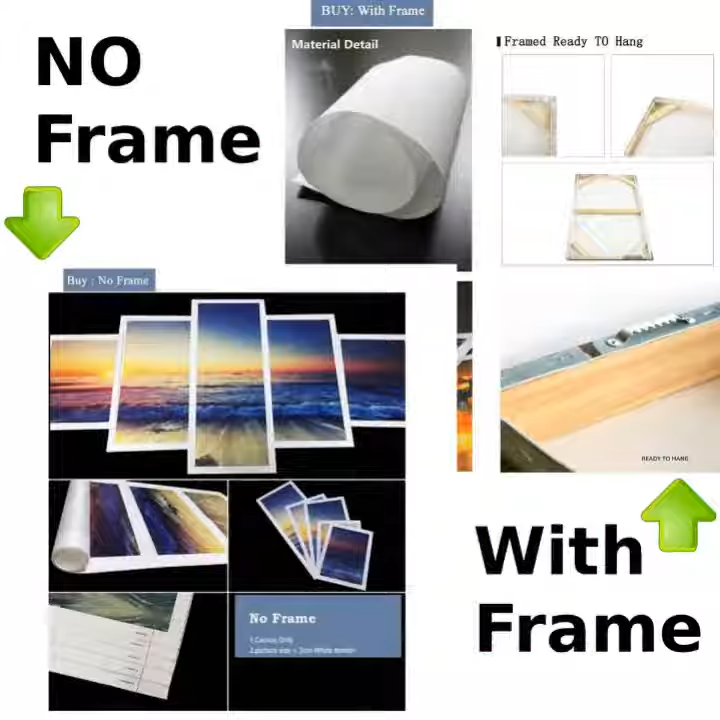 BUY: With Frame
NO
Frame
Material Detail
Framed Ready TO Hang
Buy : No Frame
READY TO HANG
With
Frame
No Frame
1.Canvas Only